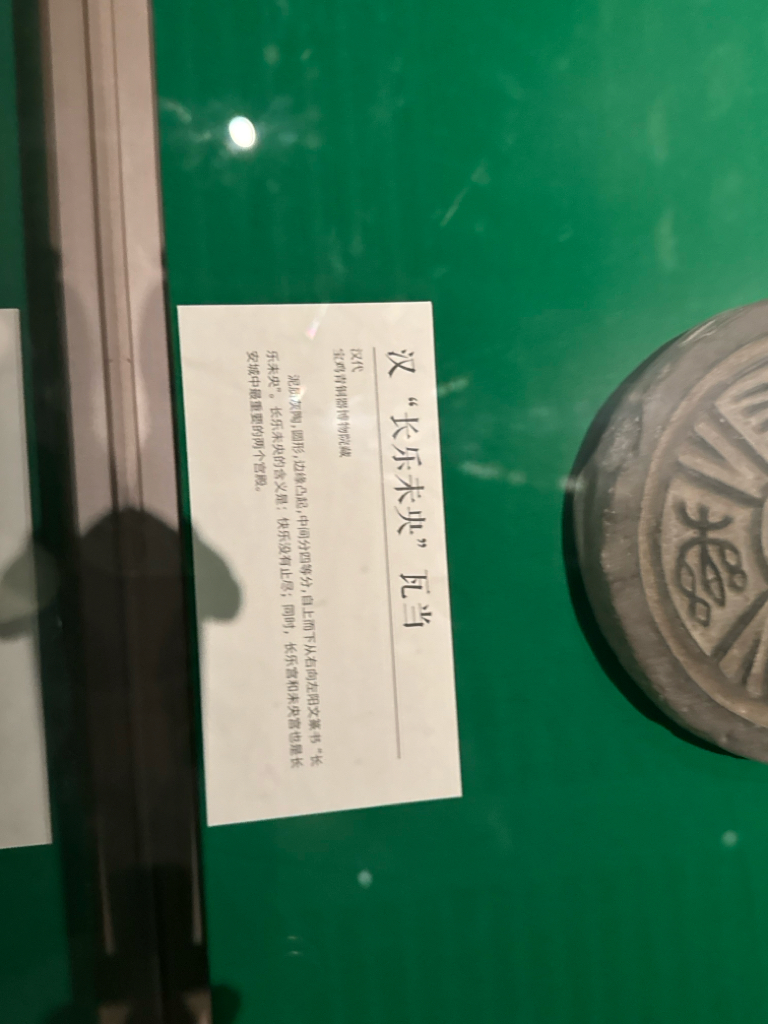 汉“长乐未央”瓦当
汉代
宝鸡青铜器博物院藏
泥质灰陶,圆形,边缘凸起,中间分四等分,自上而下从右向左阳文篆书“长
乐未央”。长乐未央的含义是：快乐没有止尽；同时，长乐宫和未央宫也是长
安城中最重要的两个宫殿。